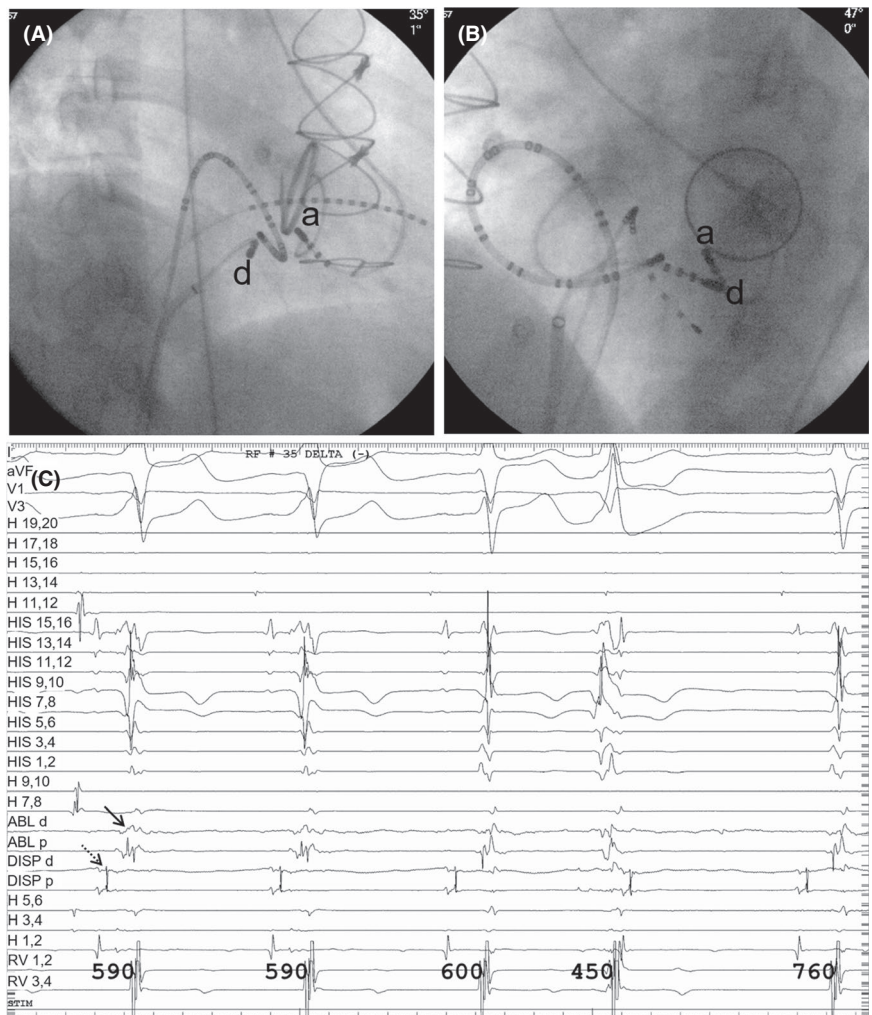 57
(A)
35°
1°
a
d
57
(B)
47°
0°
a
d
(C)
I
RF # 35 DELTA (-)
aVF
V1
V3
H 19,20
H 17,18
H 15,16
H 13,14
H 11,12
HIS 15,16
HIS 13,14
HIS 11,12
HIS 9,10
HIS 7,8
HIS 5,6
HIS 3,4
HIS 1,2
H 9,10
H 7,8
ABL d
ABL p
DISP d
DISP p
H 5,6
H 3,4
H 1,2
RV 1,2
590 590 600 450 760
RV 3,4
STIM